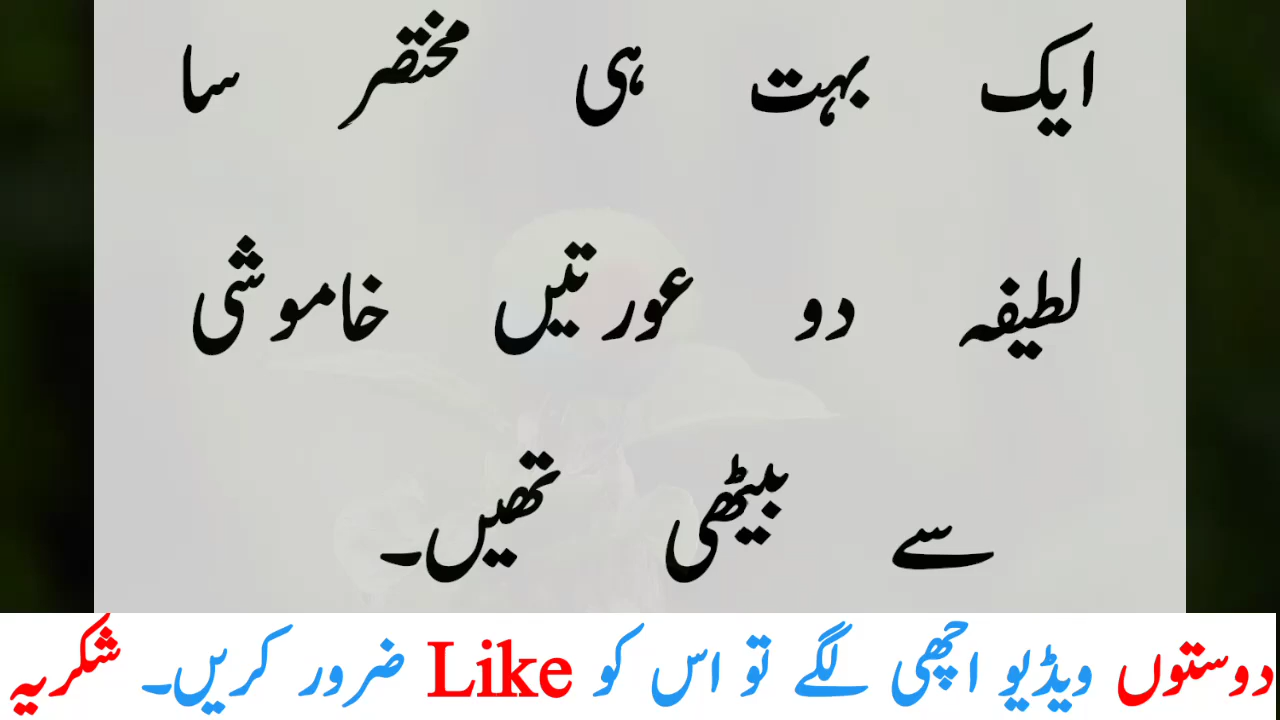 ایک بہت ہی مختصر سا
لطیفہ دو عورتیں خاموشی
سے بیٹھی تھیں۔
دوستوں ویڈیو اچھی لگے تو اس کو Like ضرور کریں۔ شکریہ